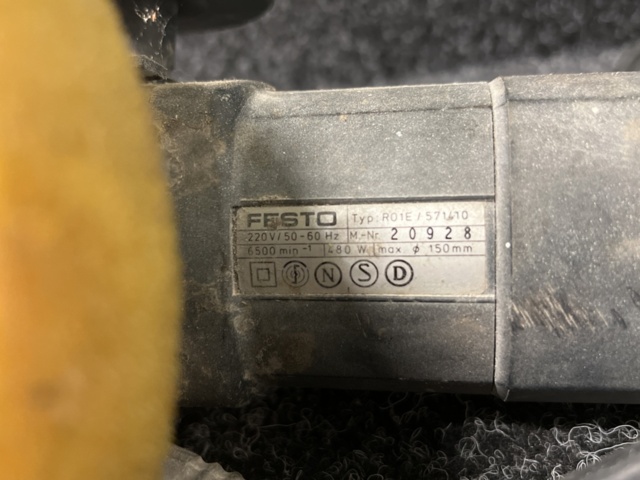 FESTO Typ: RO1E / 571410
220V/50-60 Hz M.-Nr. 20928
6500 min⁻¹ 480 W max. ϕ 150mm
N S D